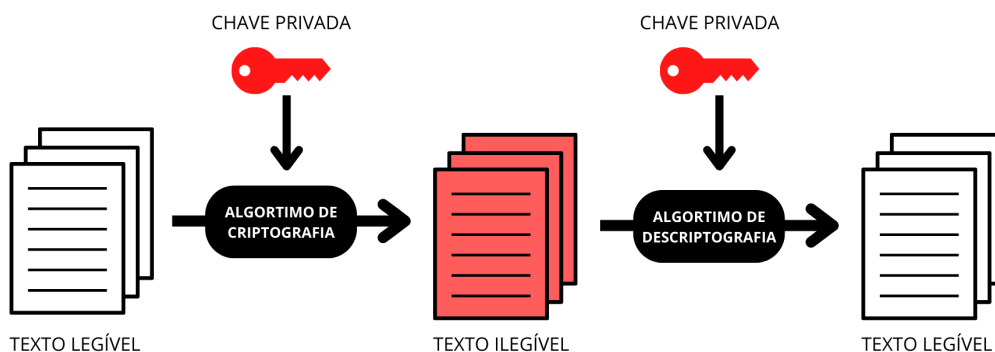 CHAVE PRIVADA
CHAVE PRIVADA
ALGORTIMO DE
CRIPTOGRAFIA
ALGORTIMO DE
DESCRIPTOGRAFIA
TEXTO LEGÍVEL
TEXTO ILEGÍVEL
TEXTO LEGÍVEL